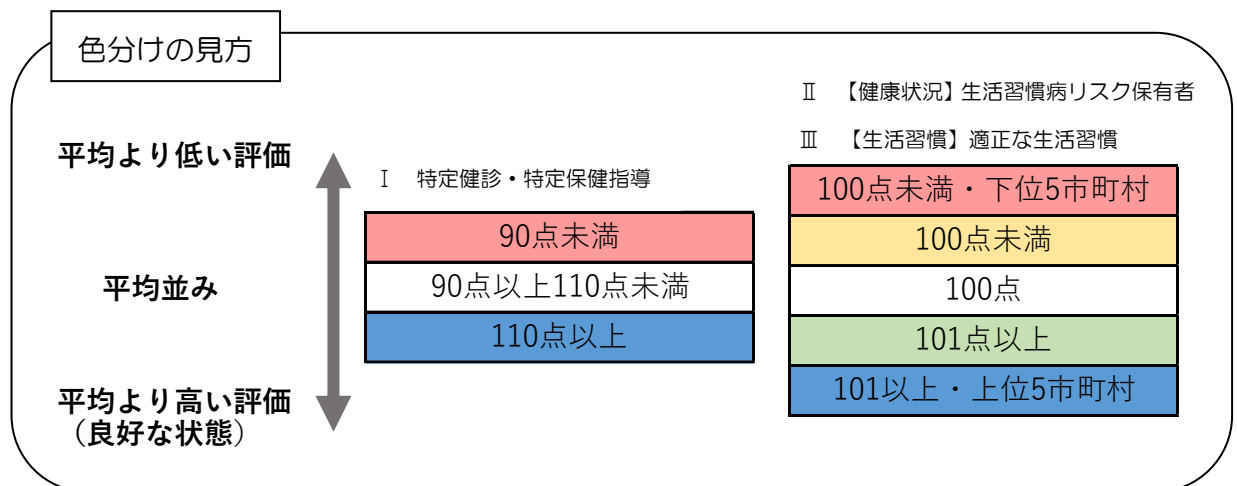 色分けの見方
平均より低い評価
平均並み
平均より高い評価
（良好な状態）
Ⅰ　特定健診・特定保健指導
90点未満
90点以上110点未満
110点以上
Ⅱ　【健康状況】生活習慣病リスク保有者
Ⅲ　【生活習慣】適正な生活習慣
100点未満・下位5市町村
100点未満
100点
101点以上
101以上・上位5市町村